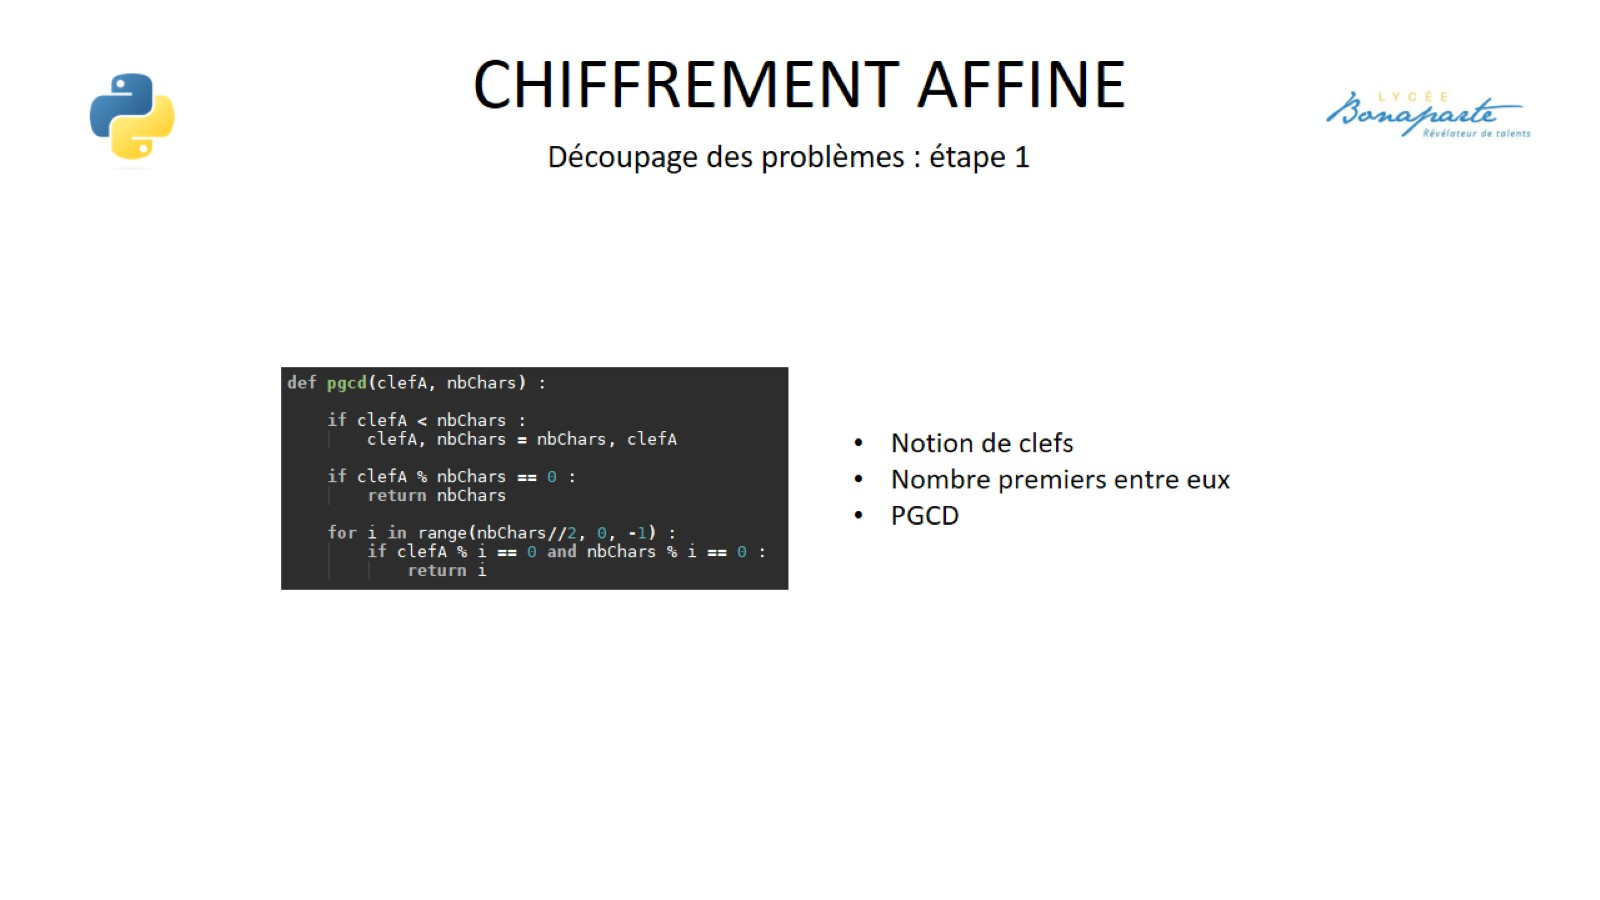 CHIFFREMENT AFFINE
Découpage des problèmes : étape 1
LYCÉE
Bonaparte
Révélateur de talents
def pgcd(clefA, nbChars) :
if clefA < nbChars :
clefA, nbChars = nbChars, clefA
if clefA % nbChars == 0 :
return nbChars
for i in range(nbChars//2, 0, -1) :
if clefA % i == 0 and nbChars % i == 0 :
return i
• Notion de clefs
• Nombre premiers entre eux
• PGCD